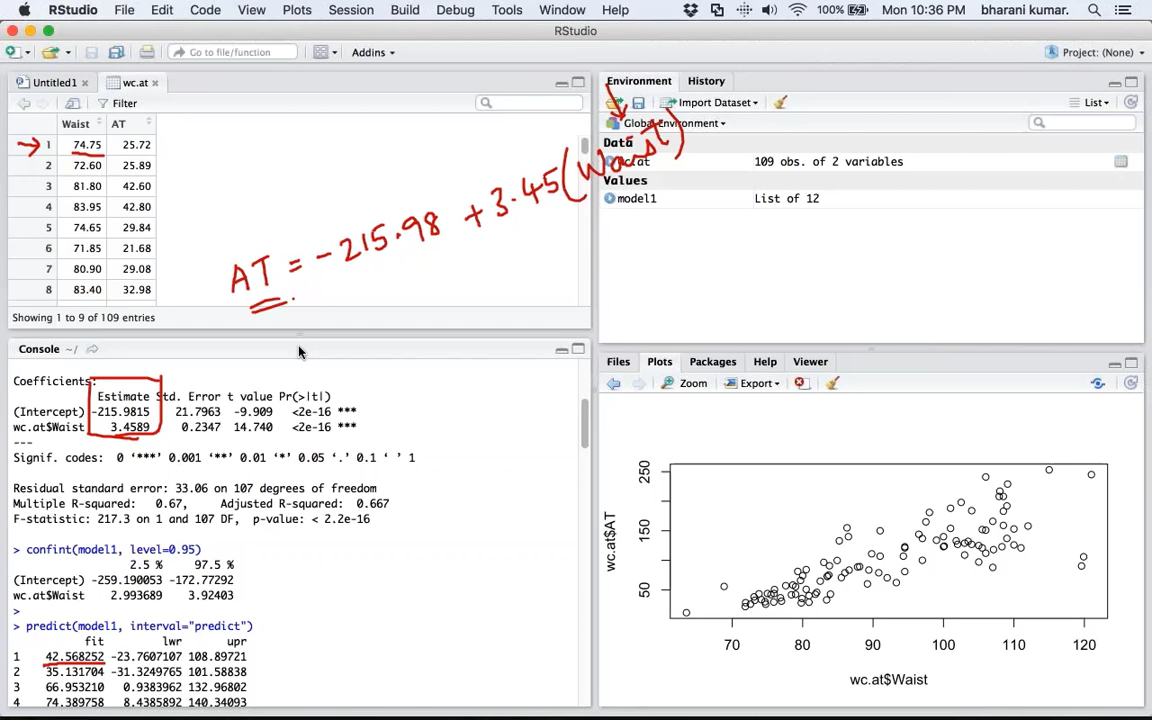 RStudio File Edit Code View Plots Session Build Debug Tools Window Help 100% Mon 10:36 PM bharani kumar.
RStudio
Go to file/function Addins Project: (None)
Untitled1 wc.at
Filter
Waist AT
1 74.75 25.72
2 72.60 25.89
3 81.80 42.60
4 83.95 42.80
5 74.65 29.84
6 71.85 21.68
7 80.90 29.08
8 83.40 32.98
Showing 1 to 9 of 109 entries
AT = -215.98 + 3.45(Waist)
Environment History
Import Dataset List
Global Environment
Data
wc.at 109 obs. of 2 variables
Values
model1 List of 12
Console ~/
Coefficients:
Estimate Std. Error t value Pr(>|t|)
(Intercept) -215.9815 21.7963 -9.909 <2e-16 ***
wc.at$Waist 3.4589 0.2347 14.740 <2e-16 ***
---
Signif. codes: 0 ‘***’ 0.001 ‘**’ 0.01 ‘*’ 0.05 ‘.’ 0.1 ‘ ’ 1
Residual standard error: 33.06 on 107 degrees of freedom
Multiple R-squared: 0.67, Adjusted R-squared: 0.667
F-statistic: 217.3 on 1 and 107 DF, p-value: < 2.2e-16
> confint(model1, level=0.95)
2.5 % 97.5 %
(Intercept) -259.190053 -172.77292
wc.at$Waist 2.993689 3.92403
>
> predict(model1, interval="predict")
fit lwr upr
1 42.568252 -23.7607107 108.89721
2 35.131704 -31.3249765 101.58838
3 66.953210 0.9383962 132.96802
4 74.389758 8.4385892 140.34093
Files Plots Packages Help Viewer
Zoom Export
wc.at$AT
250
150
50
70 80 90 100 110 120
wc.at$Waist